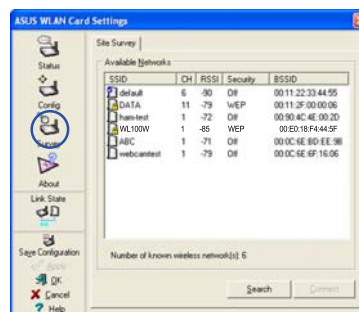 ASUS WLAN Card Settings
Status
Config
Survey
About
Link State
Save Configuration
Apply
OK
Cancel
Help
Site Survey
Available Networks
SSID CH RSSI Security BSSID
default 6 -90 Off 00:11:22:33:44:55
DATA 11 -79 WEP 00:11:2F:00:00:06
ham-test 1 -72 Off 00:90:4C:4E:00:2D
WL100W 1 -85 WEP 00:E0:18:F4:44:5F
ABC 1 -71 Off 00:0C:6E:BD:EE:9B
webcamtest 1 -79 Off 00:0C:6E:6F:16:06
Number of known wireless network(s): 6
Search
Connect